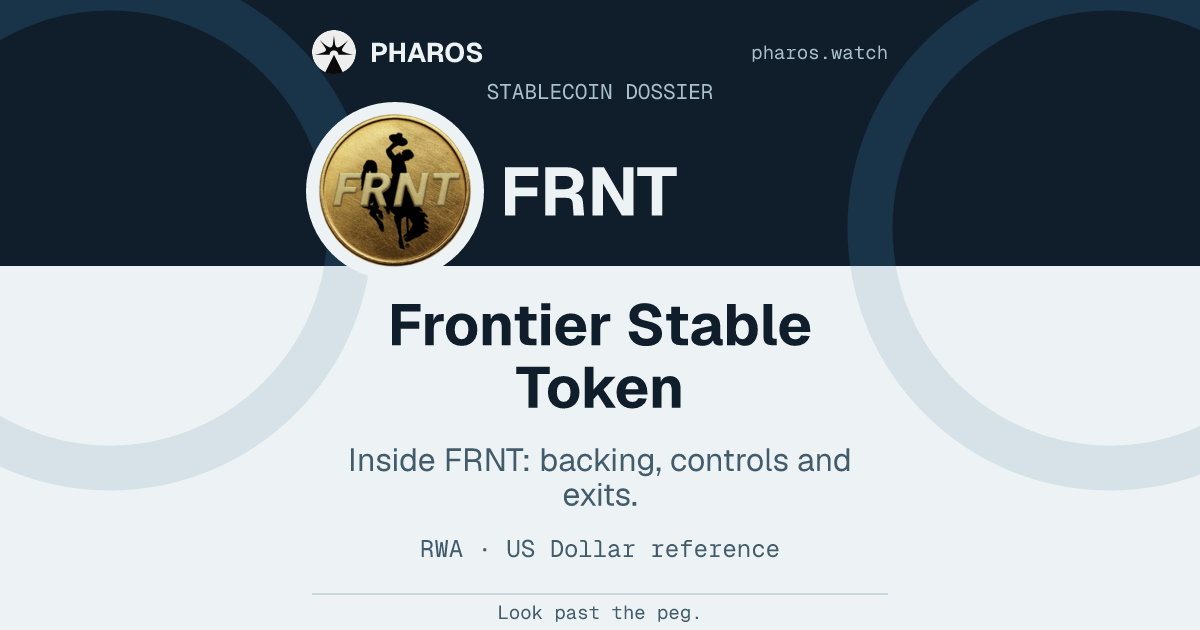 PHAROS
pharos.watch
STABLECOIN DOSSIER
FRNT
FRNT
Frontier Stable
Token
Inside FRNT: backing, controls and
exits.
RWA · US Dollar reference
Look past the peg.